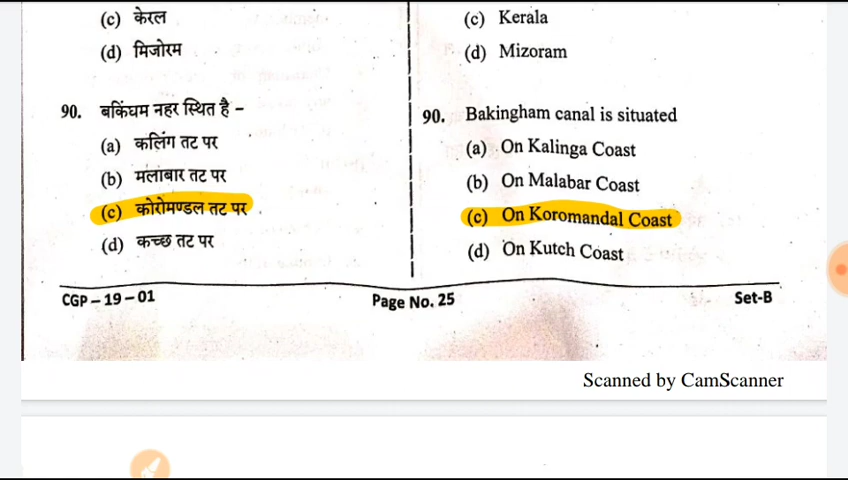 (c) केरल
(d) मिजोरम
90. बकिंघम नहर स्थित है –
(a) कलिंग तट पर
(b) मलाबार तट पर
(c) कोरोमण्डल तट पर
(d) कच्छ तट पर
(c) Kerala
(d) Mizoram
90. Bakingham canal is situated
(a) On Kalinga Coast
(b) On Malabar Coast
(c) On Koromandal Coast
(d) On Kutch Coast
CGP – 19 – 01
Page No. 25
Set-B
Scanned by CamScanner